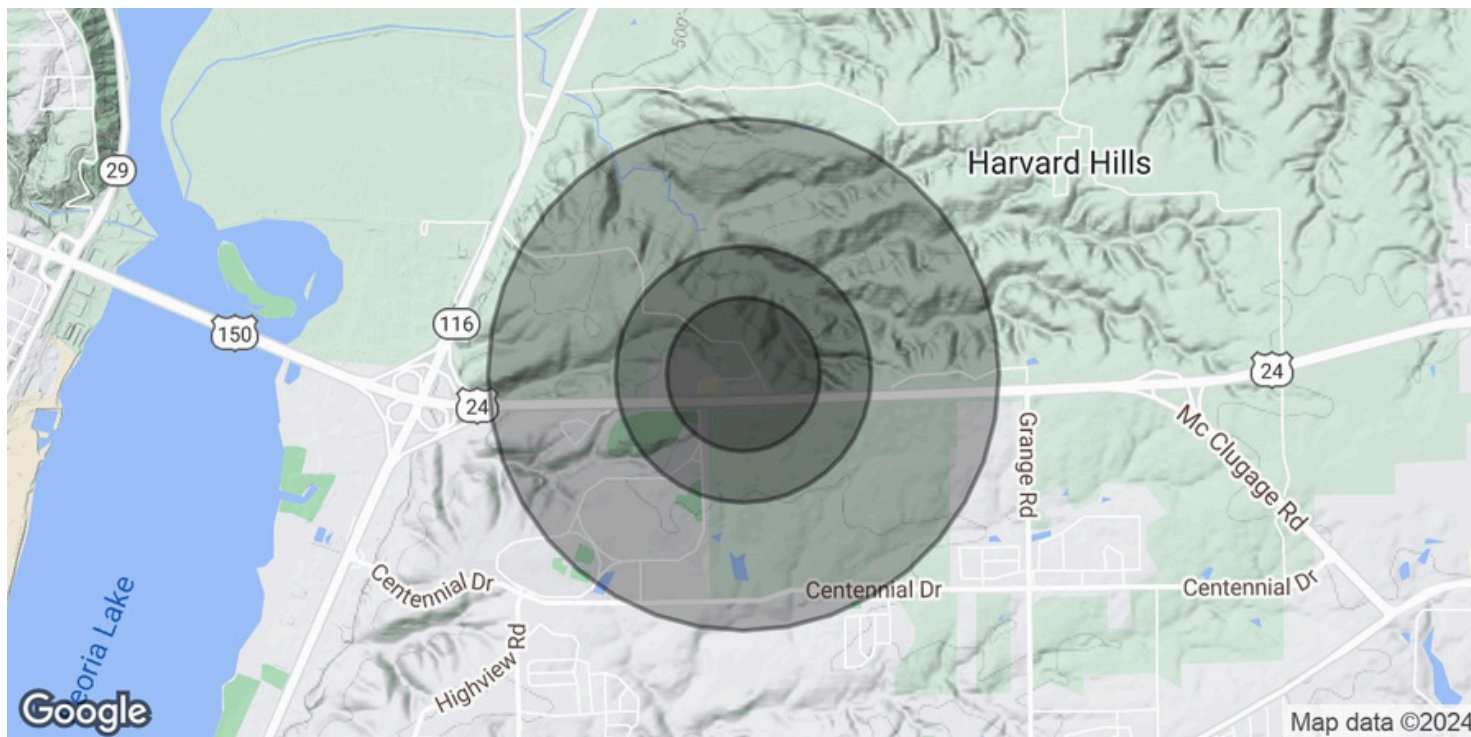 500
Harvard Hills
29
150
116
24
24
Grange Rd
Mc Clugage Rd
Centennial Dr
Centennial Dr
Centennial Dr
Highview Rd
eoria Lake
Google
Map data ©2024